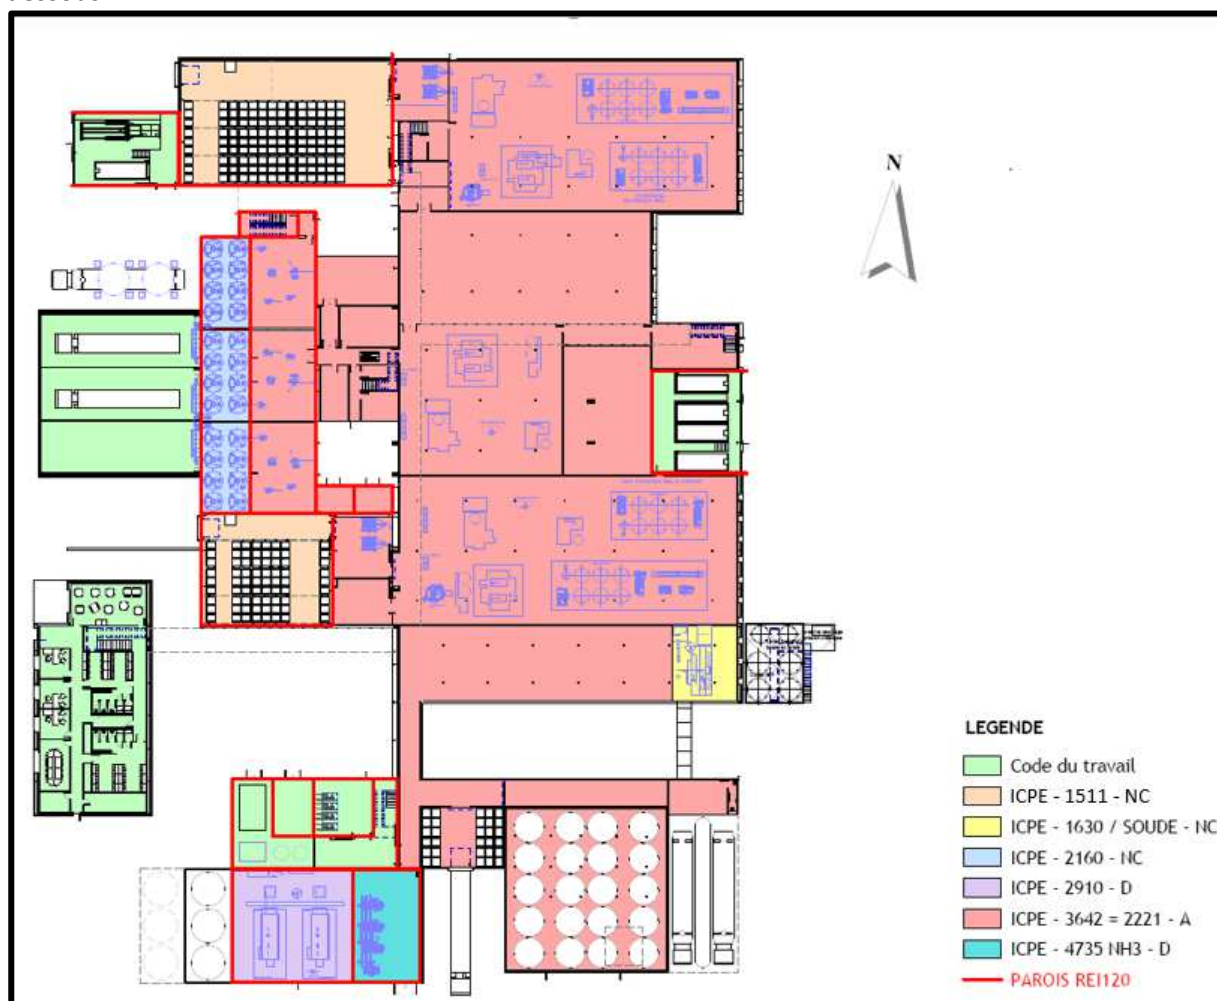 N
LEGENDE
Code du travail
ICPE - 1511 - NC
ICPE - 1630 / SOUDE - NC
ICPE - 2160 - NC
ICPE - 2910 - D
ICPE - 3642 = 2221 - A
ICPE - 4735 NH3 - D
PAROIS REI120